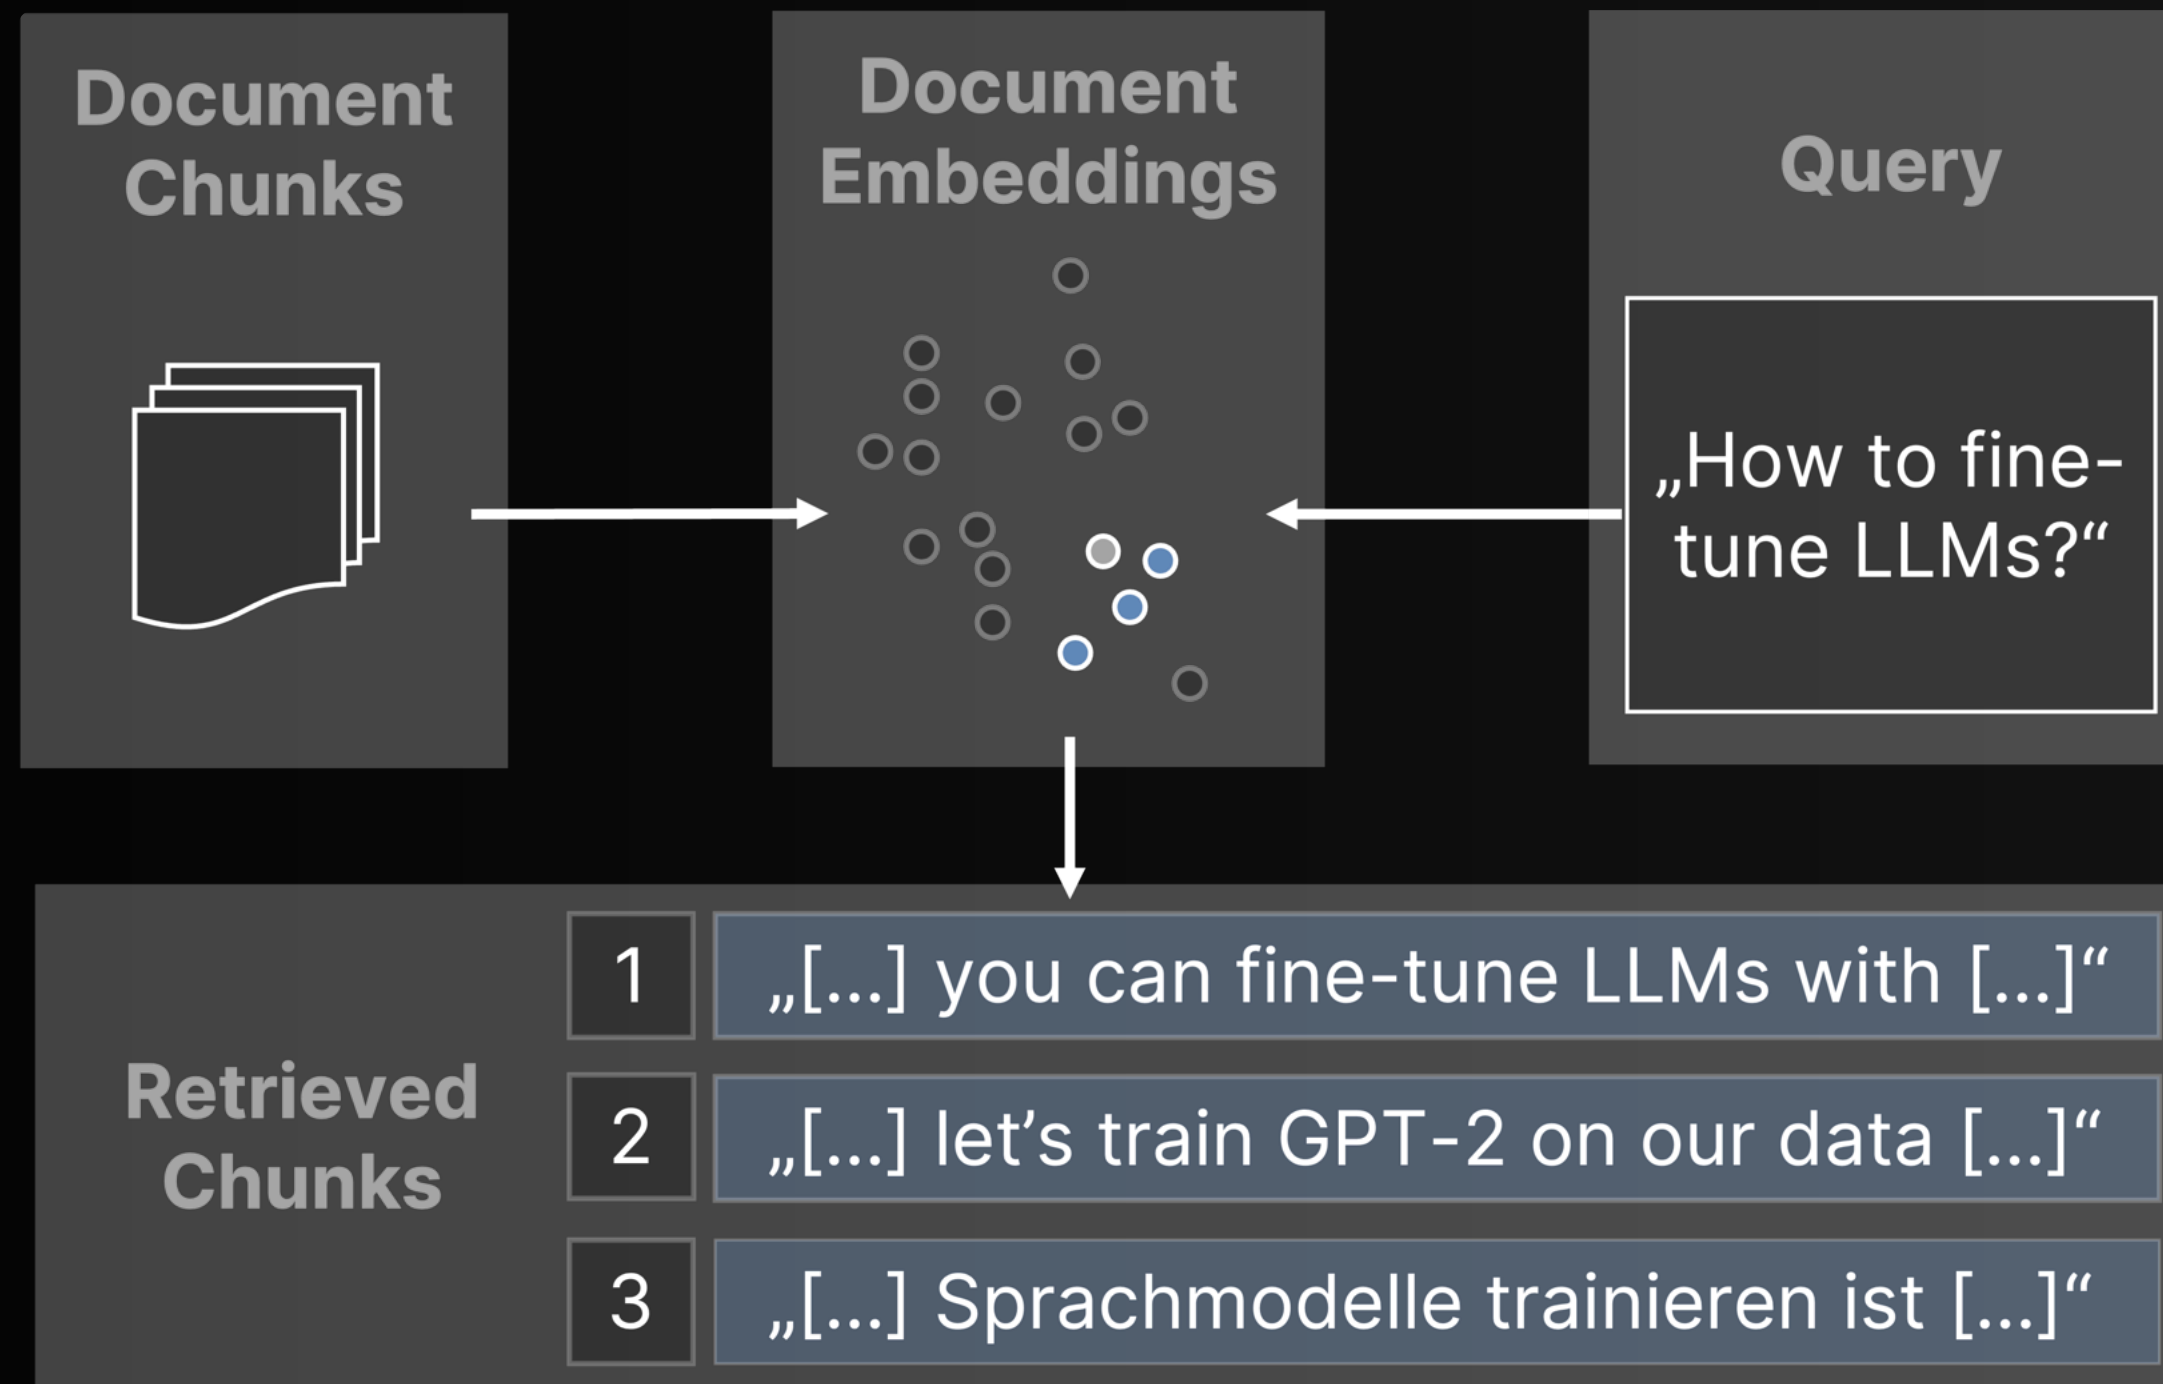 Document
Chunks
Document
Embeddings
Query
„How to fine-
tune LLMs?“
Retrieved
Chunks
1
„[...] you can fine-tune LLMs with [...]“
2
„[...] let’s train GPT-2 on our data [...]“
3
„[...] Sprachmodelle trainieren ist [...]“